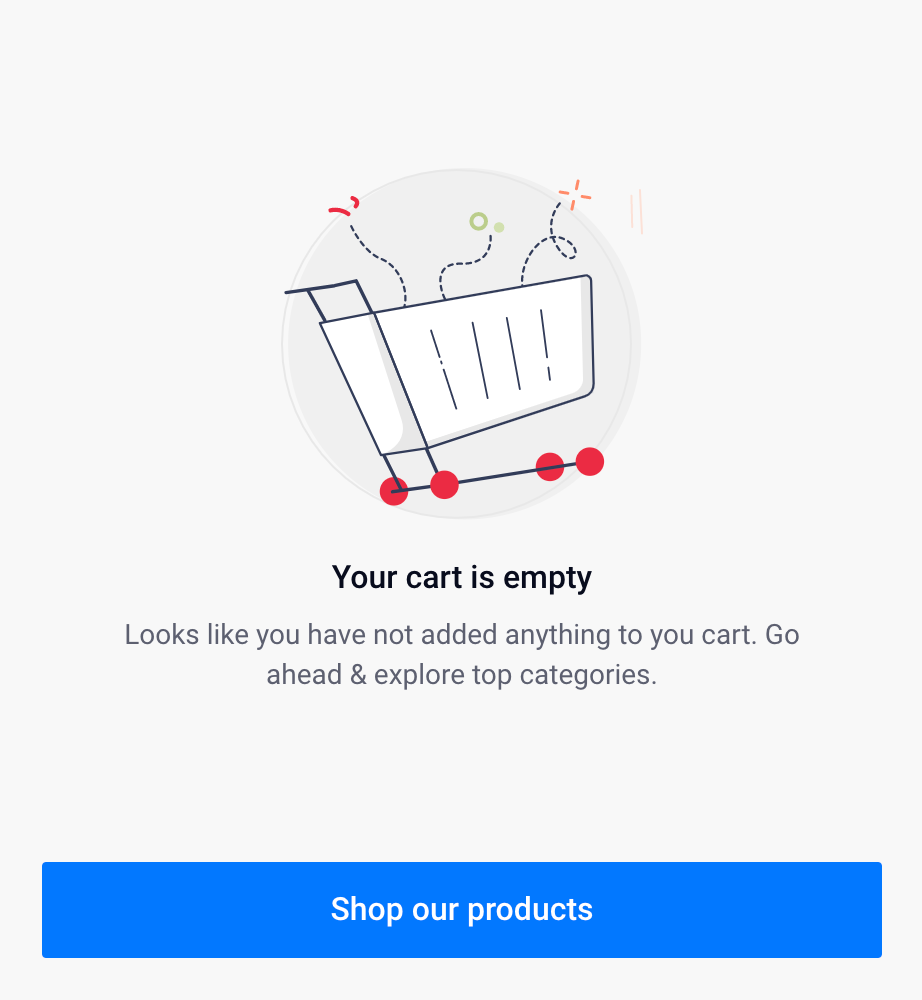 Your cart is empty
Looks like you have not added anything to you cart. Go
ahead & explore top categories.
Shop our products